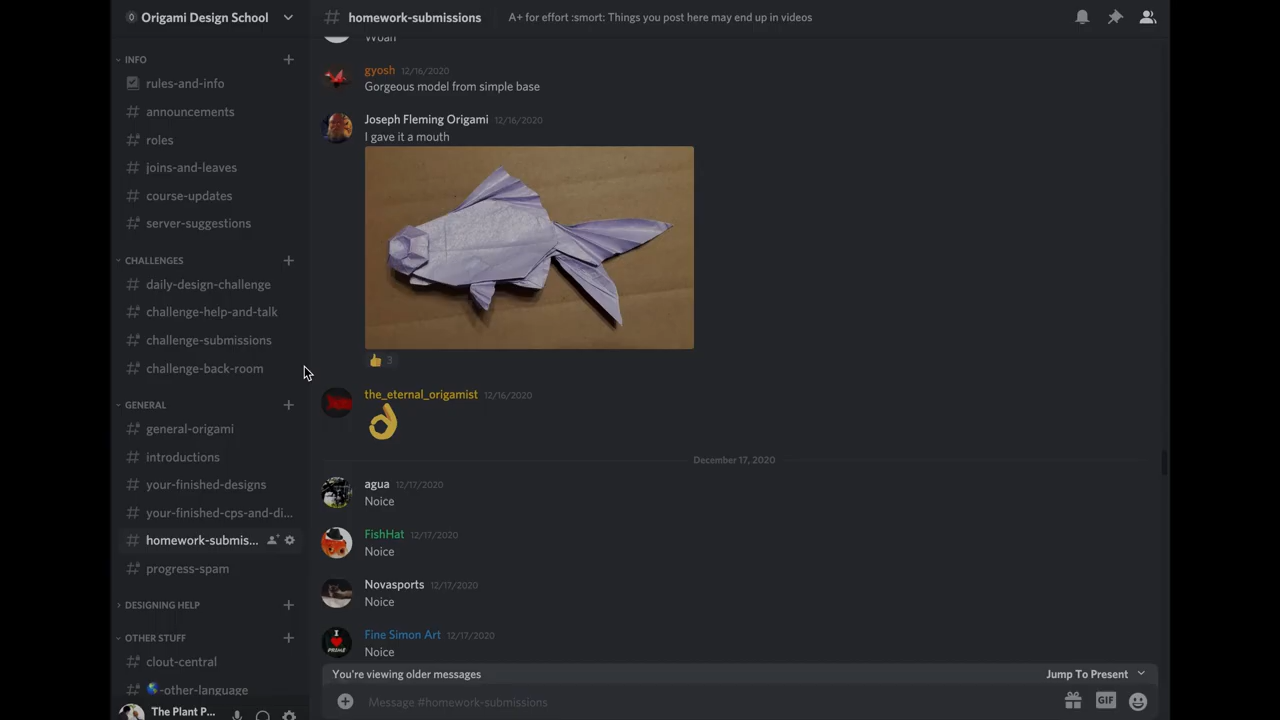 Origami Design School
homework-submissions
A+ for effort :smort: Things you post here may end up in videos
INFO
rules-and-info
announcements
roles
joins-and-leaves
course-updates
server-suggestions
CHALLENGES
daily-design-challenge
challenge-help-and-talk
challenge-submissions
challenge-back-room
GENERAL
general-origami
introductions
your-finished-designs
your-finished-cps-and-di...
homework-submis...
progress-spam
DESIGNING HELP
OTHER STUFF
clout-central
-other-language
The Plant P...
Woah
gyosh 12/16/2020
Gorgeous model from simple base
Joseph Fleming Origami 12/16/2020
I gave it a mouth
3
the_eternal_origamist 12/16/2020
December 17, 2020
agua 12/17/2020
Noice
FishHat 12/17/2020
Noice
Novasports 12/17/2020
Noice
Fine Simon Art 12/17/2020
Noice
I
PRIME
You're viewing older messages
Jump To Present
Message #homework-submissions
GIF